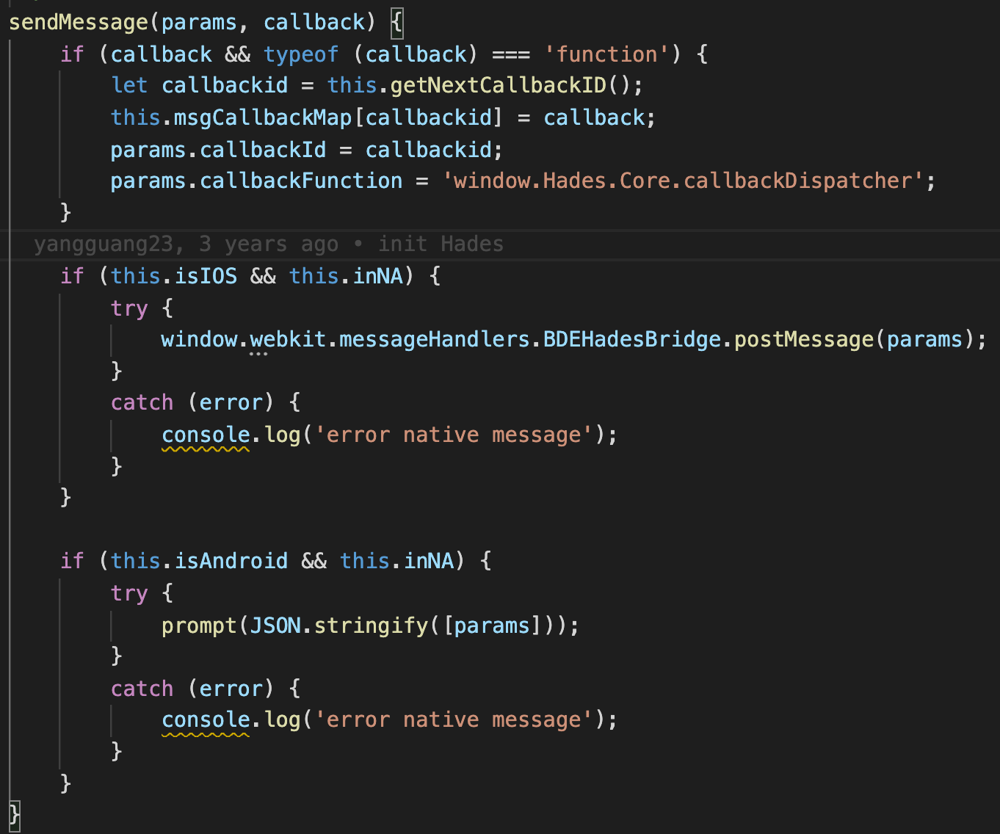 sendMessage(params, callback) {
if (callback && typeof (callback) === 'function') {
let callbackid = this.getNextCallbackID();
this.msgCallbackMap[callbackid] = callback;
params.callbackId = callbackid;
params.callbackFunction = 'window.Hades.Core.callbackDispatcher';
}
yangguang23, 3 years ago • init Hades
if (this.isIOS && this.inNA) {
try {
window.webkit.messageHandlers.BDEHadesBridge.postMessage(params);
}
catch (error) {
console.log('error native message');
}
}
if (this.isAndroid && this.inNA) {
try {
prompt(JSON.stringify([params]));
}
catch (error) {
console.log('error native message');
}
}
}